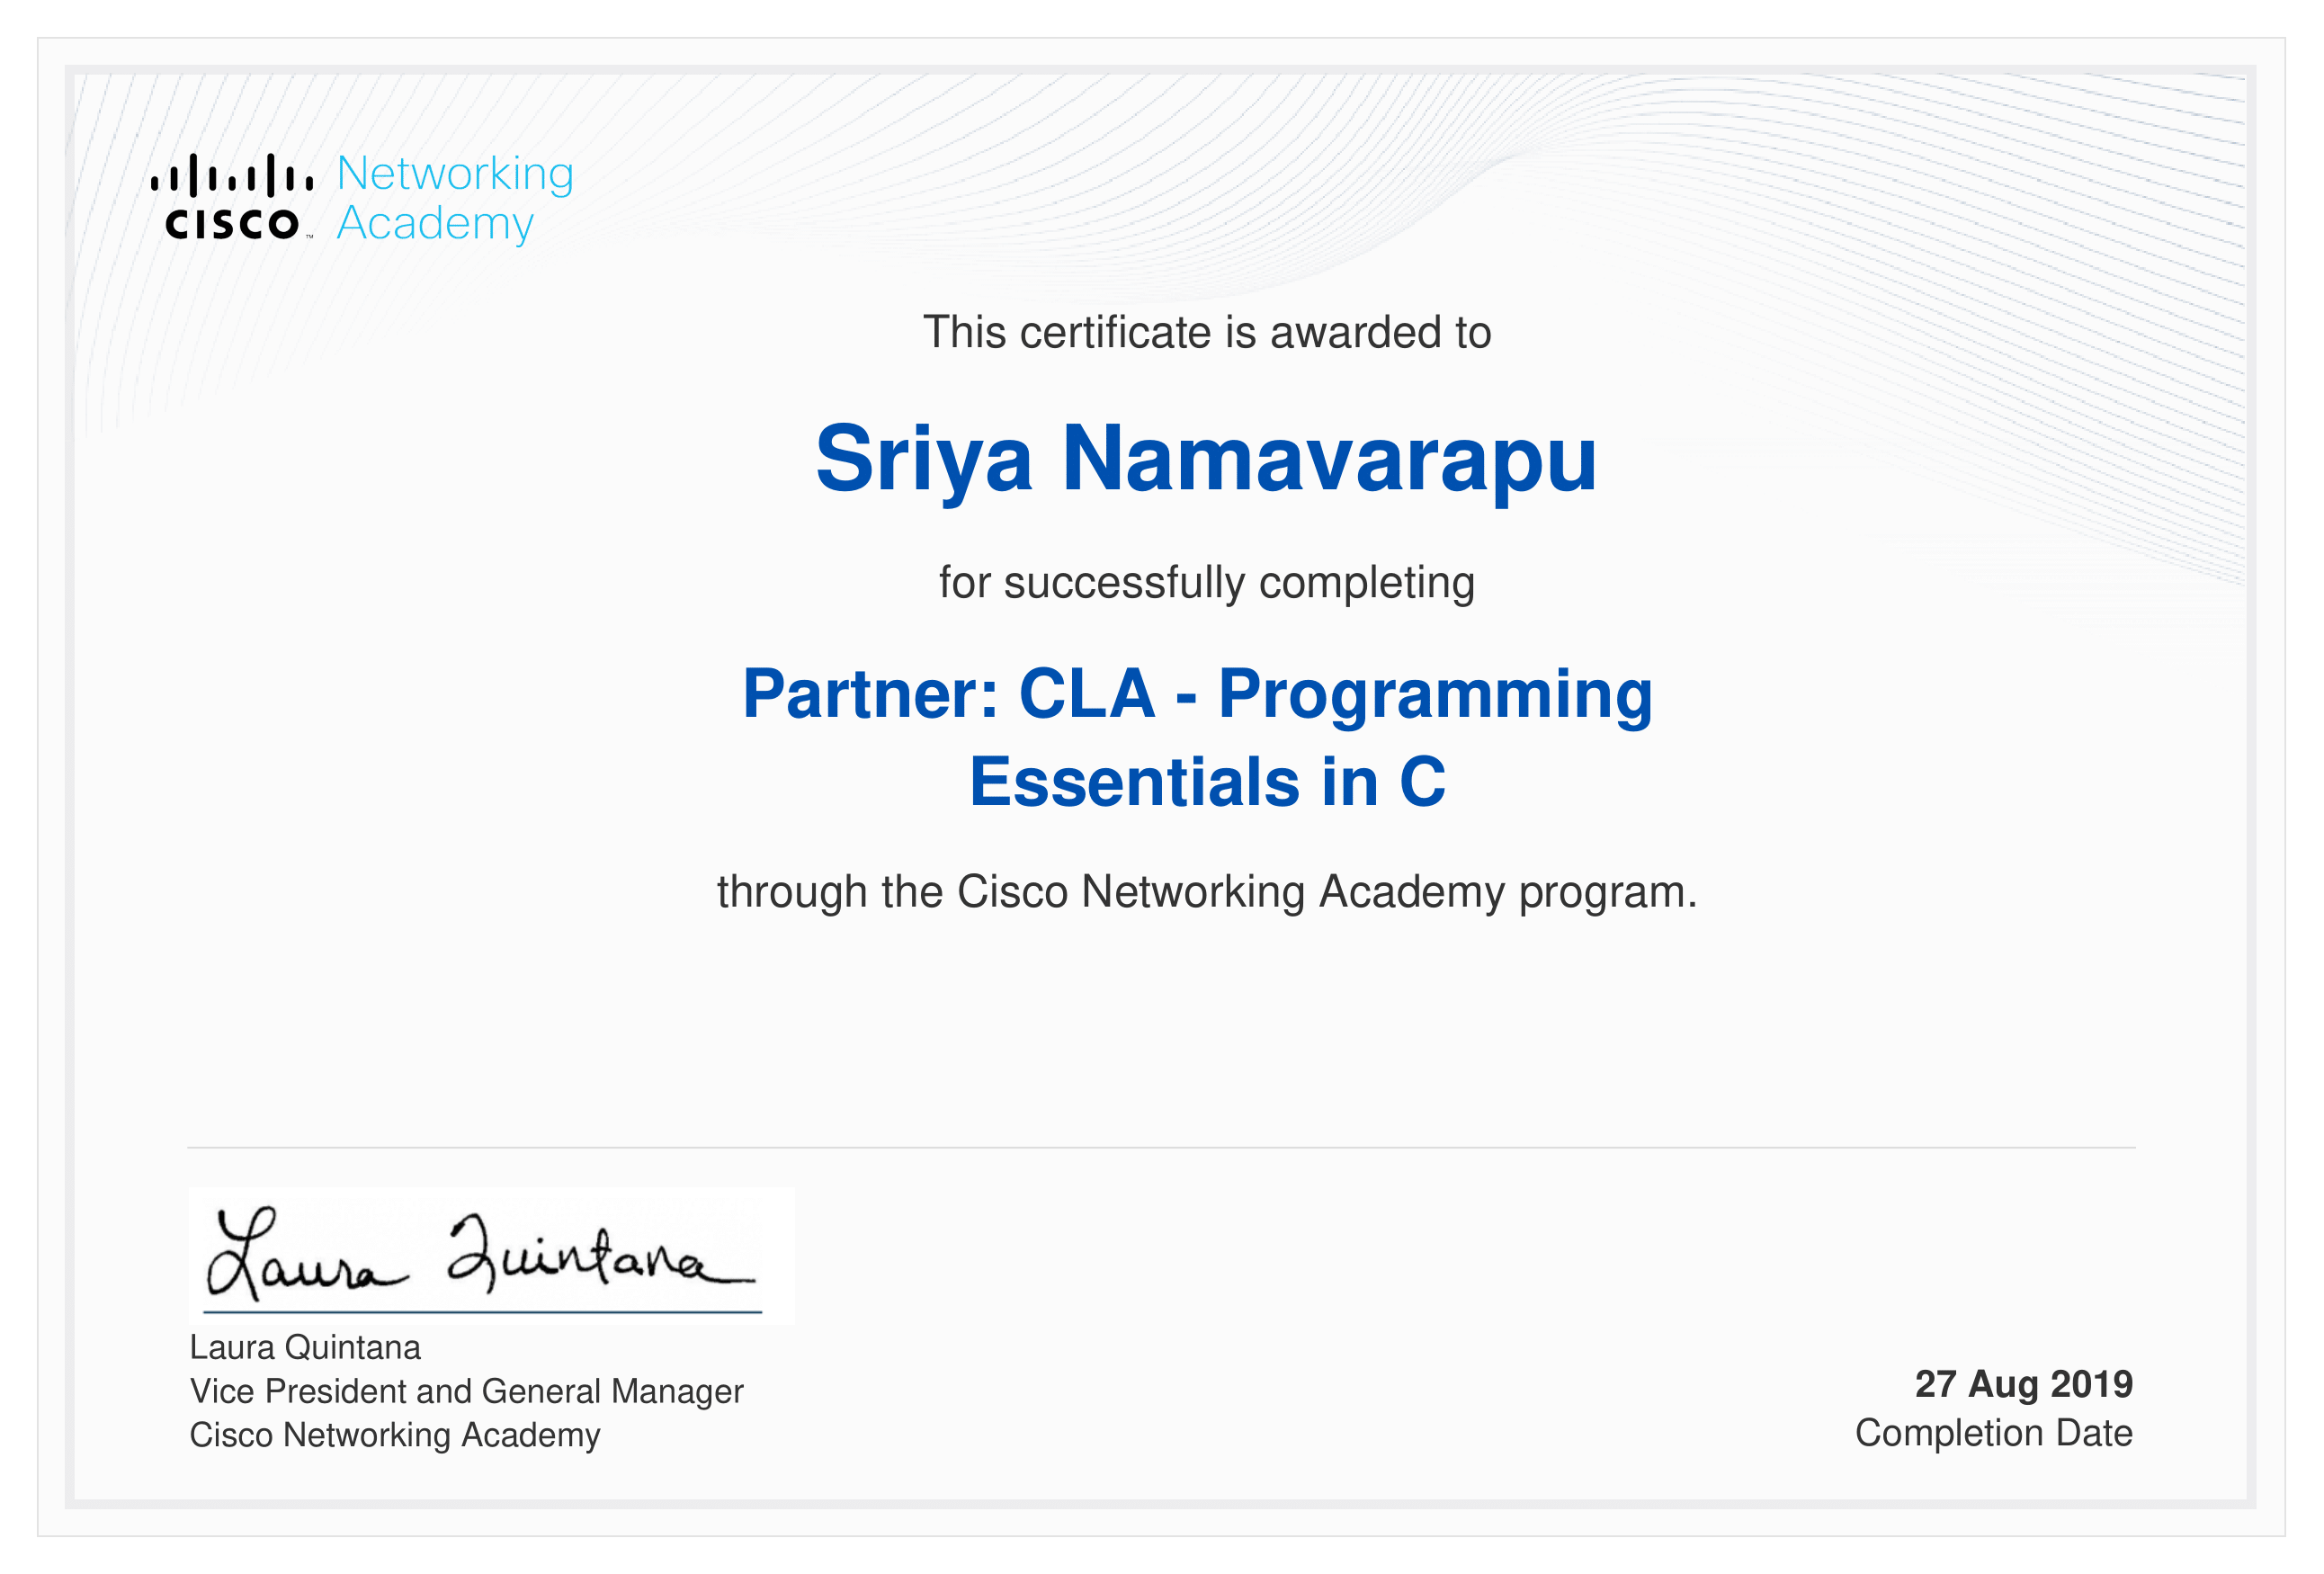 CISCO™ Networking
Academy
This certificate is awarded to
Sriya Namavarapu
for successfully completing
Partner: CLA - Programming
Essentials in C
through the Cisco Networking Academy program.
Laura Quintana
Laura Quintana
Vice President and General Manager
Cisco Networking Academy
27 Aug 2019
Completion Date